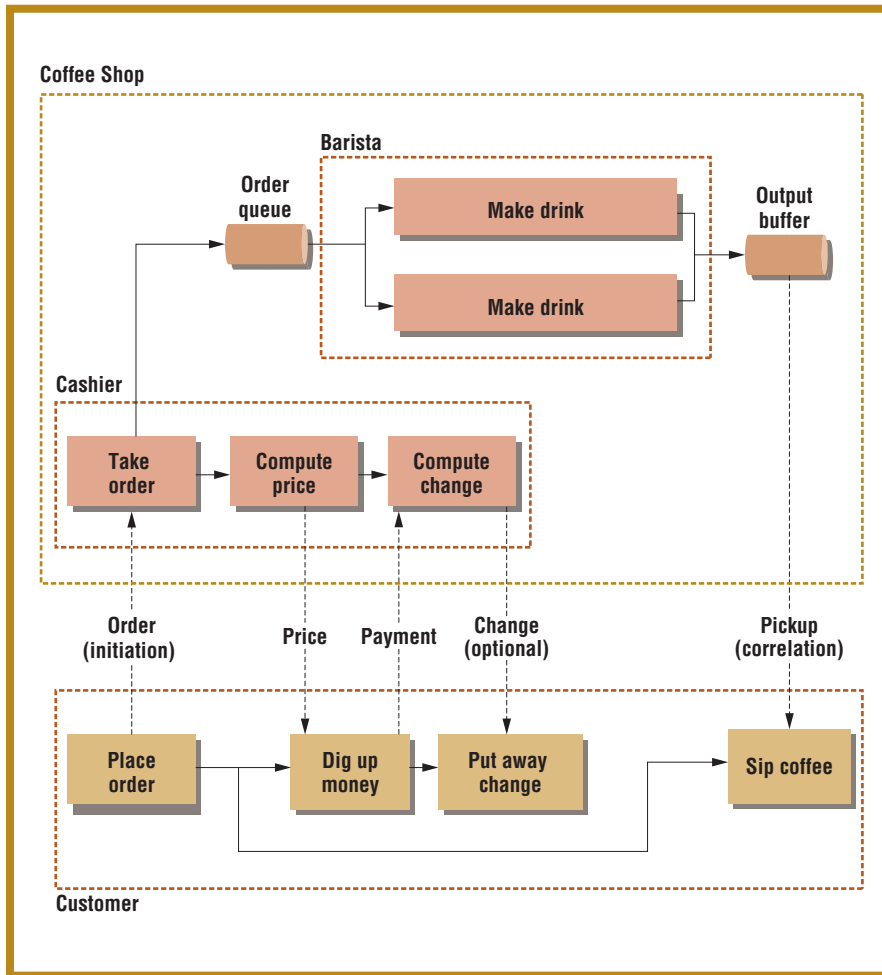 Coffee Shop
Barista
Order
queue
Make drink
Output
buffer
Make drink
Cashier
Take
order
Compute
price
Compute
change
Order
(initiation)
Price
Payment
Change
(optional)
Pickup
(correlation)
Place
order
Dig up
money
Put away
change
Sip coffee
Customer